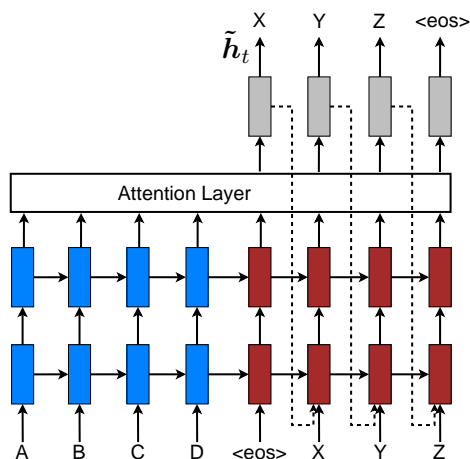 X Y Z <eos>
h̃ₜ
Attention Layer
A B C D <eos> X Y Z